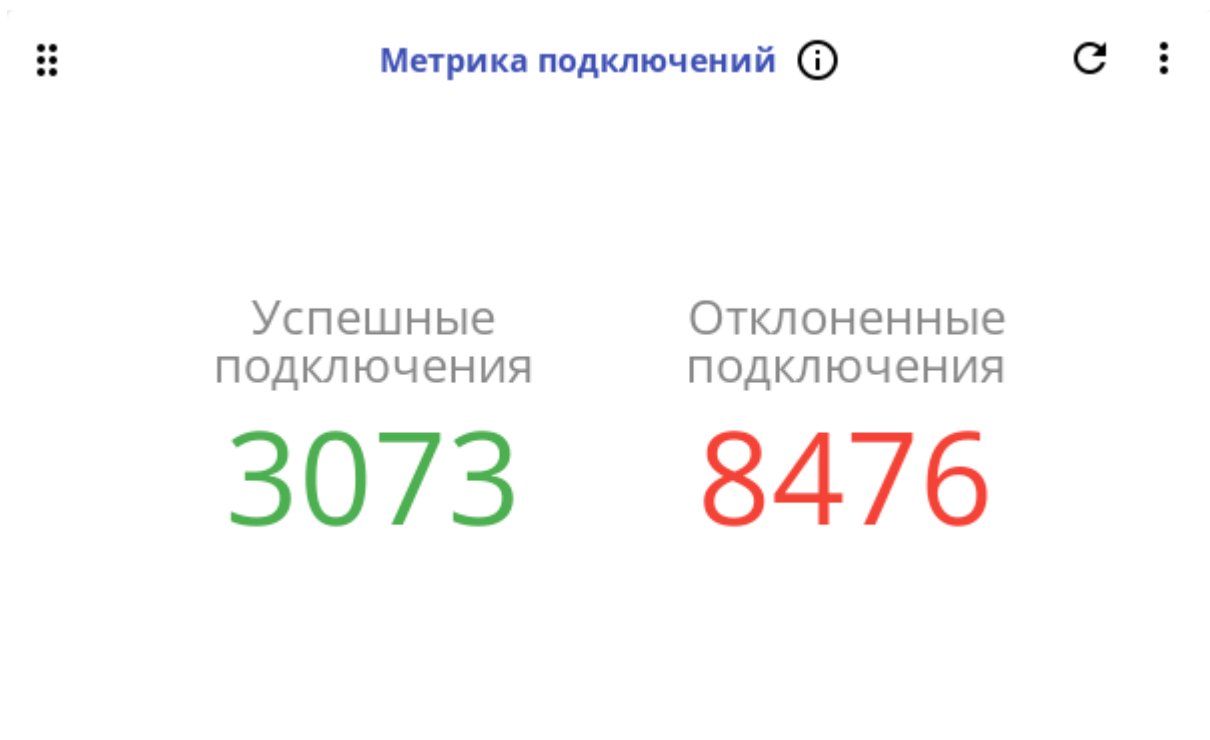 Метрика подключений
Успешные
подключения
3073
Отклоненные
подключения
8476